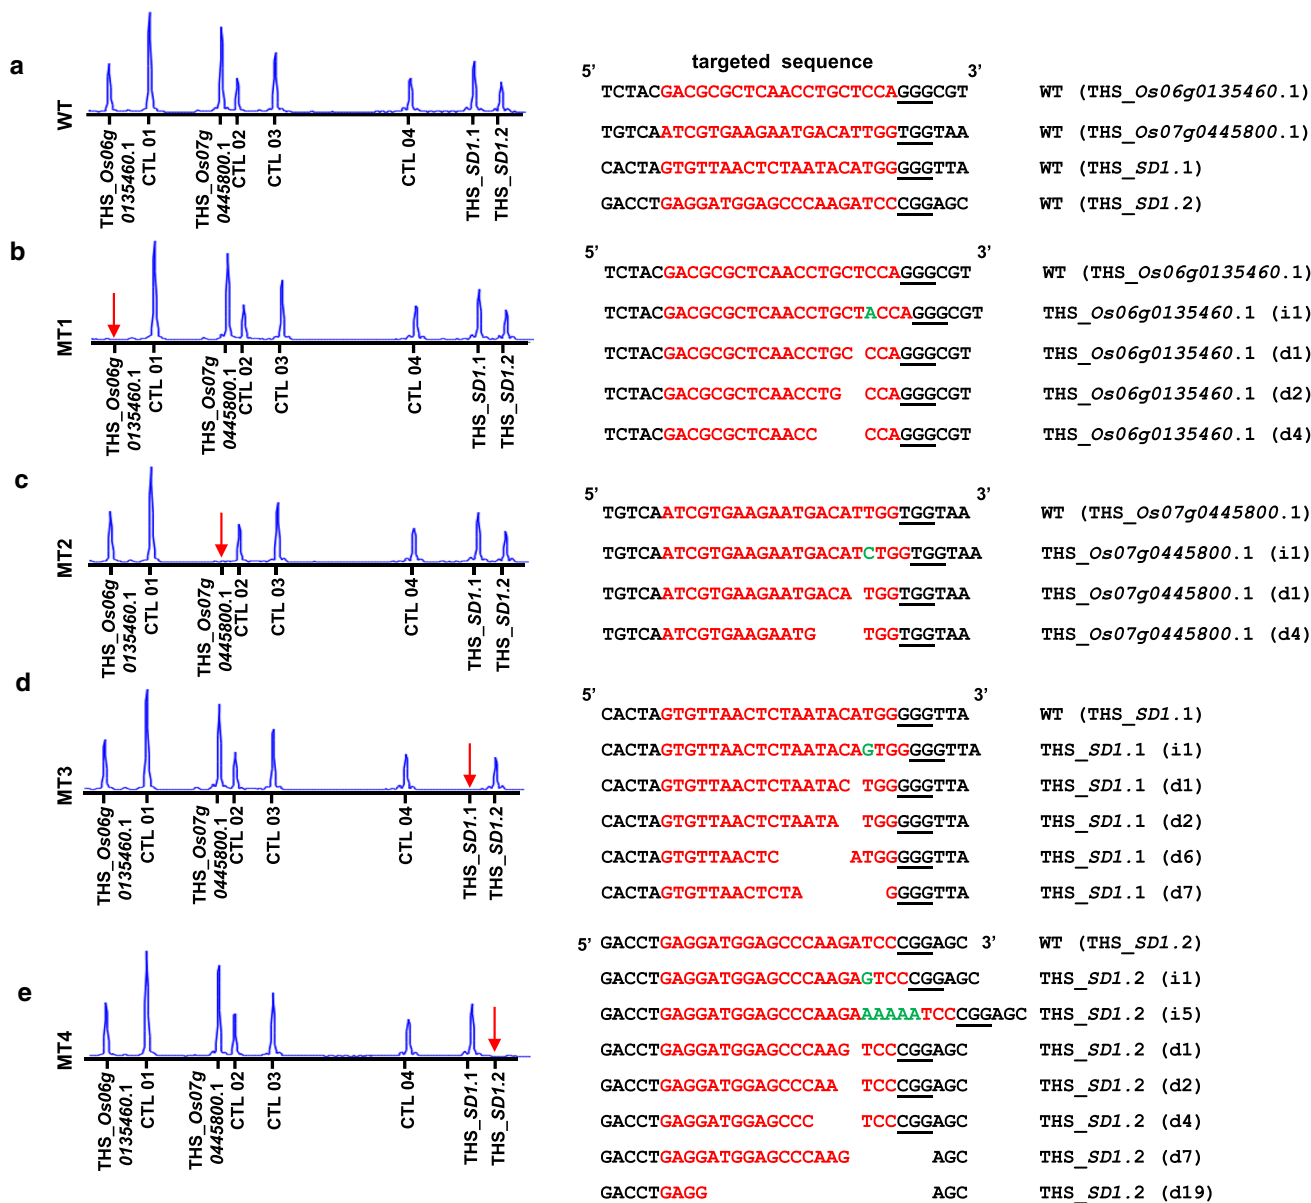 a
WT
THS_Os06g
0135460.1
CTL 01
THS_Os07g
0445800.1
CTL 02
CTL 03
CTL 04
THS_SD1.1
THS_SD1.2
targeted sequence
5’ 3’
TCTACGACGCGCTCAACCTGCTCCAGGGCGT WT (THS_Os06g0135460.1)
TGTCAATCGTGAAGAATGACATTGGTGGTAA WT (THS_Os07g0445800.1)
CACTAGTGTTAACTCTAATACATGGGGGTTA WT (THS_SD1.1)
GACCTGAGGATGGAGCCCAAGATCCCGGAGC WT (THS_SD1.2)
b
MT1
THS_Os06g
0135460.1
CTL 01
THS_Os07g
0445800.1
CTL 02
CTL 03
CTL 04
THS_SD1.1
THS_SD1.2
5’ 3’
TCTACGACGCGCTCAACCTGCTCCAGGGCGT WT (THS_Os06g0135460.1)
TCTACGACGCGCTCAACCTGCTACCAGGGCGT THS_Os06g0135460.1 (i1)
TCTACGACGCGCTCAACCTGC CCAGGGCGT THS_Os06g0135460.1 (d1)
TCTACGACGCGCTCAACCTG CCAGGGCGT THS_Os06g0135460.1 (d2)
TCTACGACGCGCTCAACC CCAGGGCGT THS_Os06g0135460.1 (d4)
c
MT2
THS_Os06g
0135460.1
CTL 01
THS_Os07g
0445800.1
CTL 02
CTL 03
CTL 04
THS_SD1.1
THS_SD1.2
5’ 3’
TGTCAATCGTGAAGAATGACATTGGTGGTAA WT (THS_Os07g0445800.1)
TGTCAATCGTGAAGAATGACATCTGGTGGTAA THS_Os07g0445800.1 (i1)
TGTCAATCGTGAAGAATGACA TGGTGGTAA THS_Os07g0445800.1 (d1)
TGTCAATCGTGAAGAATG TGGTGGTAA THS_Os07g0445800.1 (d4)
d
MT3
THS_Os06g
0135460.1
CTL 01
THS_Os07g
0445800.1
CTL 02
CTL 03
CTL 04
THS_SD1.1
THS_SD1.2
5’ 3’
CACTAGTGTTAACTCTAATACATGGGGGTTA WT (THS_SD1.1)
CACTAGTGTTAACTCTAATACAGTGGGGGTTA THS_SD1.1 (i1)
CACTAGTGTTAACTCTAATAC TGGGGGTTA THS_SD1.1 (d1)
CACTAGTGTTAACTCTAATA TGGGGGTTA THS_SD1.1 (d2)
CACTAGTGTTAACTC ATGGGGGTTA THS_SD1.1 (d6)
CACTAGTGTTAACTCTA GGGGTTA THS_SD1.1 (d7)
e
MT4
THS_Os06g
0135460.1
CTL 01
THS_Os07g
0445800.1
CTL 02
CTL 03
CTL 04
THS_SD1.1
THS_SD1.2
5’ GACCTGAGGATGGAGCCCAAGATCCCGGAGC 3’ WT (THS_SD1.2)
GACCTGAGGATGGAGCCCAAGAGTCCCGGAGC THS_SD1.2 (i1)
GACCTGAGGATGGAGCCCAAGAAAAAATCCCGGAGC THS_SD1.2 (i5)
GACCTGAGGATGGAGCCCAAG TCCCGGAGC THS_SD1.2 (d1)
GACCTGAGGATGGAGCCCAA TCCCGGAGC THS_SD1.2 (d2)
GACCTGAGGATGGAGCCC TCCCGGAGC THS_SD1.2 (d4)
GACCTGAGGATGGAGCCCAAG AGC THS_SD1.2 (d7)
GACCTGAGG AGC THS_SD1.2 (d19)